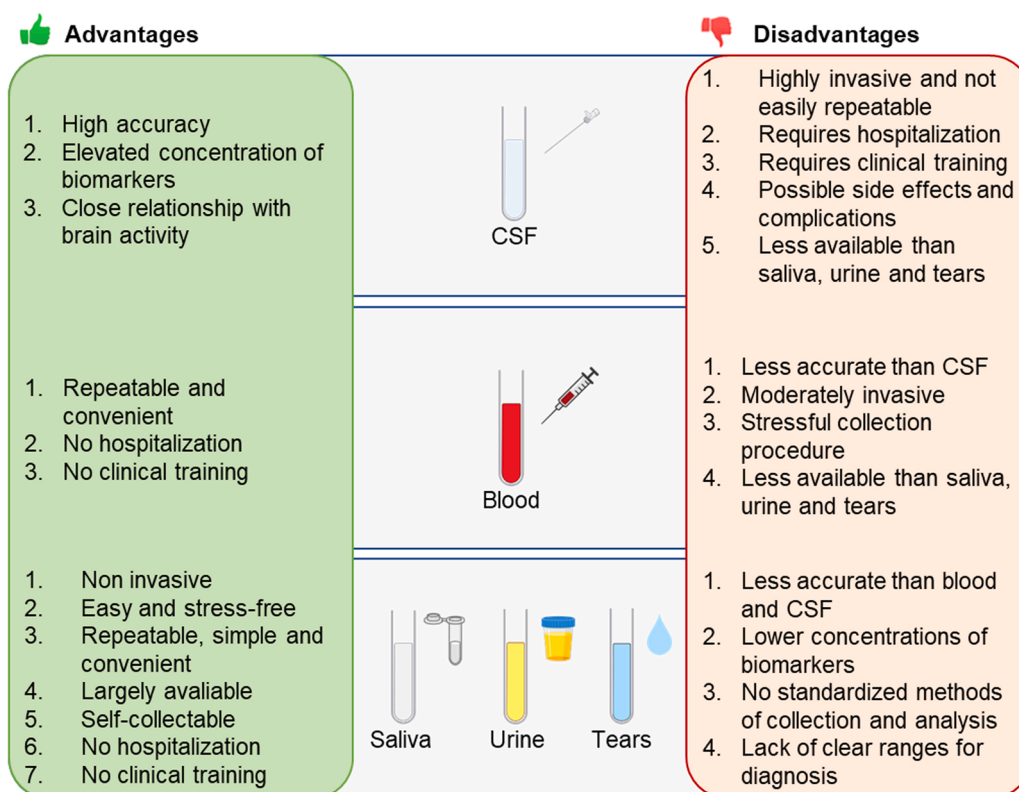 Advantages
Disadvantages
1. High accuracy
2. Elevated concentration of
biomarkers
3. Close relationship with
brain activity
CSF
1. Highly invasive and not
easily repeatable
2. Requires hospitalization
3. Requires clinical training
4. Possible side effects and
complications
5. Less available than
saliva, urine and tears
1. Repeatable and
convenient
2. No hospitalization
3. No clinical training
Blood
1. Less accurate than CSF
2. Moderately invasive
3. Stressful collection
procedure
4. Less available than saliva,
urine and tears
1. Non invasive
2. Easy and stress-free
3. Repeatable, simple and
convenient
4. Largely avaliable
5. Self-collectable
6. No hospitalization
7. No clinical training
Saliva
Urine
Tears
1. Less accurate than blood
and CSF
2. Lower concentrations of
biomarkers
3. No standardized methods
of collection and analysis
4. Lack of clear ranges for
diagnosis